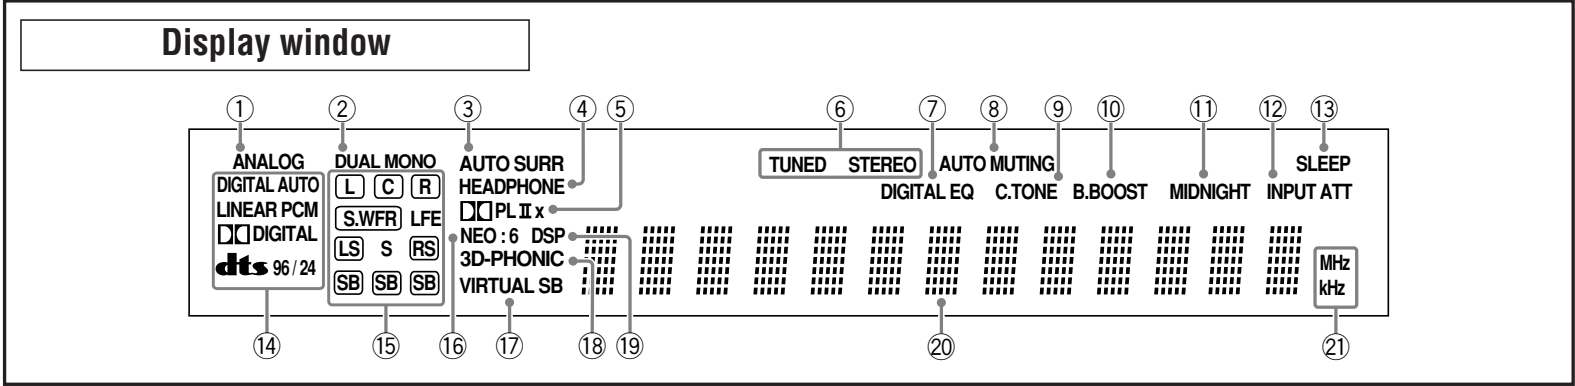 Display window
① ② ③ ④ ⑤ ⑥ ⑦ ⑧ ⑨ ⑩ ⑪ ⑫ ⑬
ANALOG DUAL MONO AUTO SURR TUNED STEREO AUTO MUTING SLEEP
DIGITAL AUTO L C R HEADPHONE DIGITAL EQ C.TONE B.BOOST MIDNIGHT INPUT ATT
LINEAR PCM S.WFR LFE PL II x
DIGITAL LS S RS NEO : 6 DSP
dts 96 / 24 SB SB SB 3D-PHONIC MHz
VIRTUAL SB kHz
⑭ ⑮ ⑯ ⑰ ⑱ ⑲ ⑳ ㉑